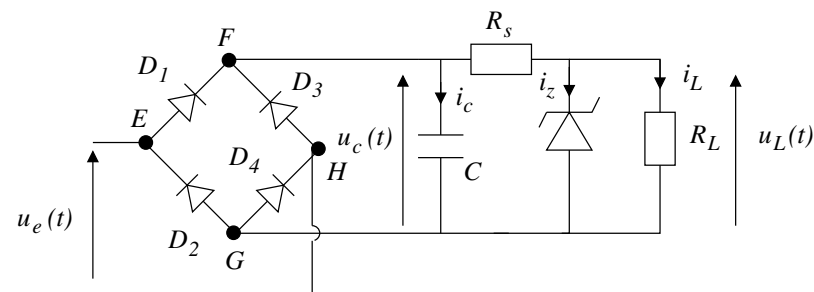 F
R_s
D_1
D_3
E
i_c
i_z
i_L
u_c(t)
D_4
H
C
R_L
u_L(t)
u_e(t)
D_2
G